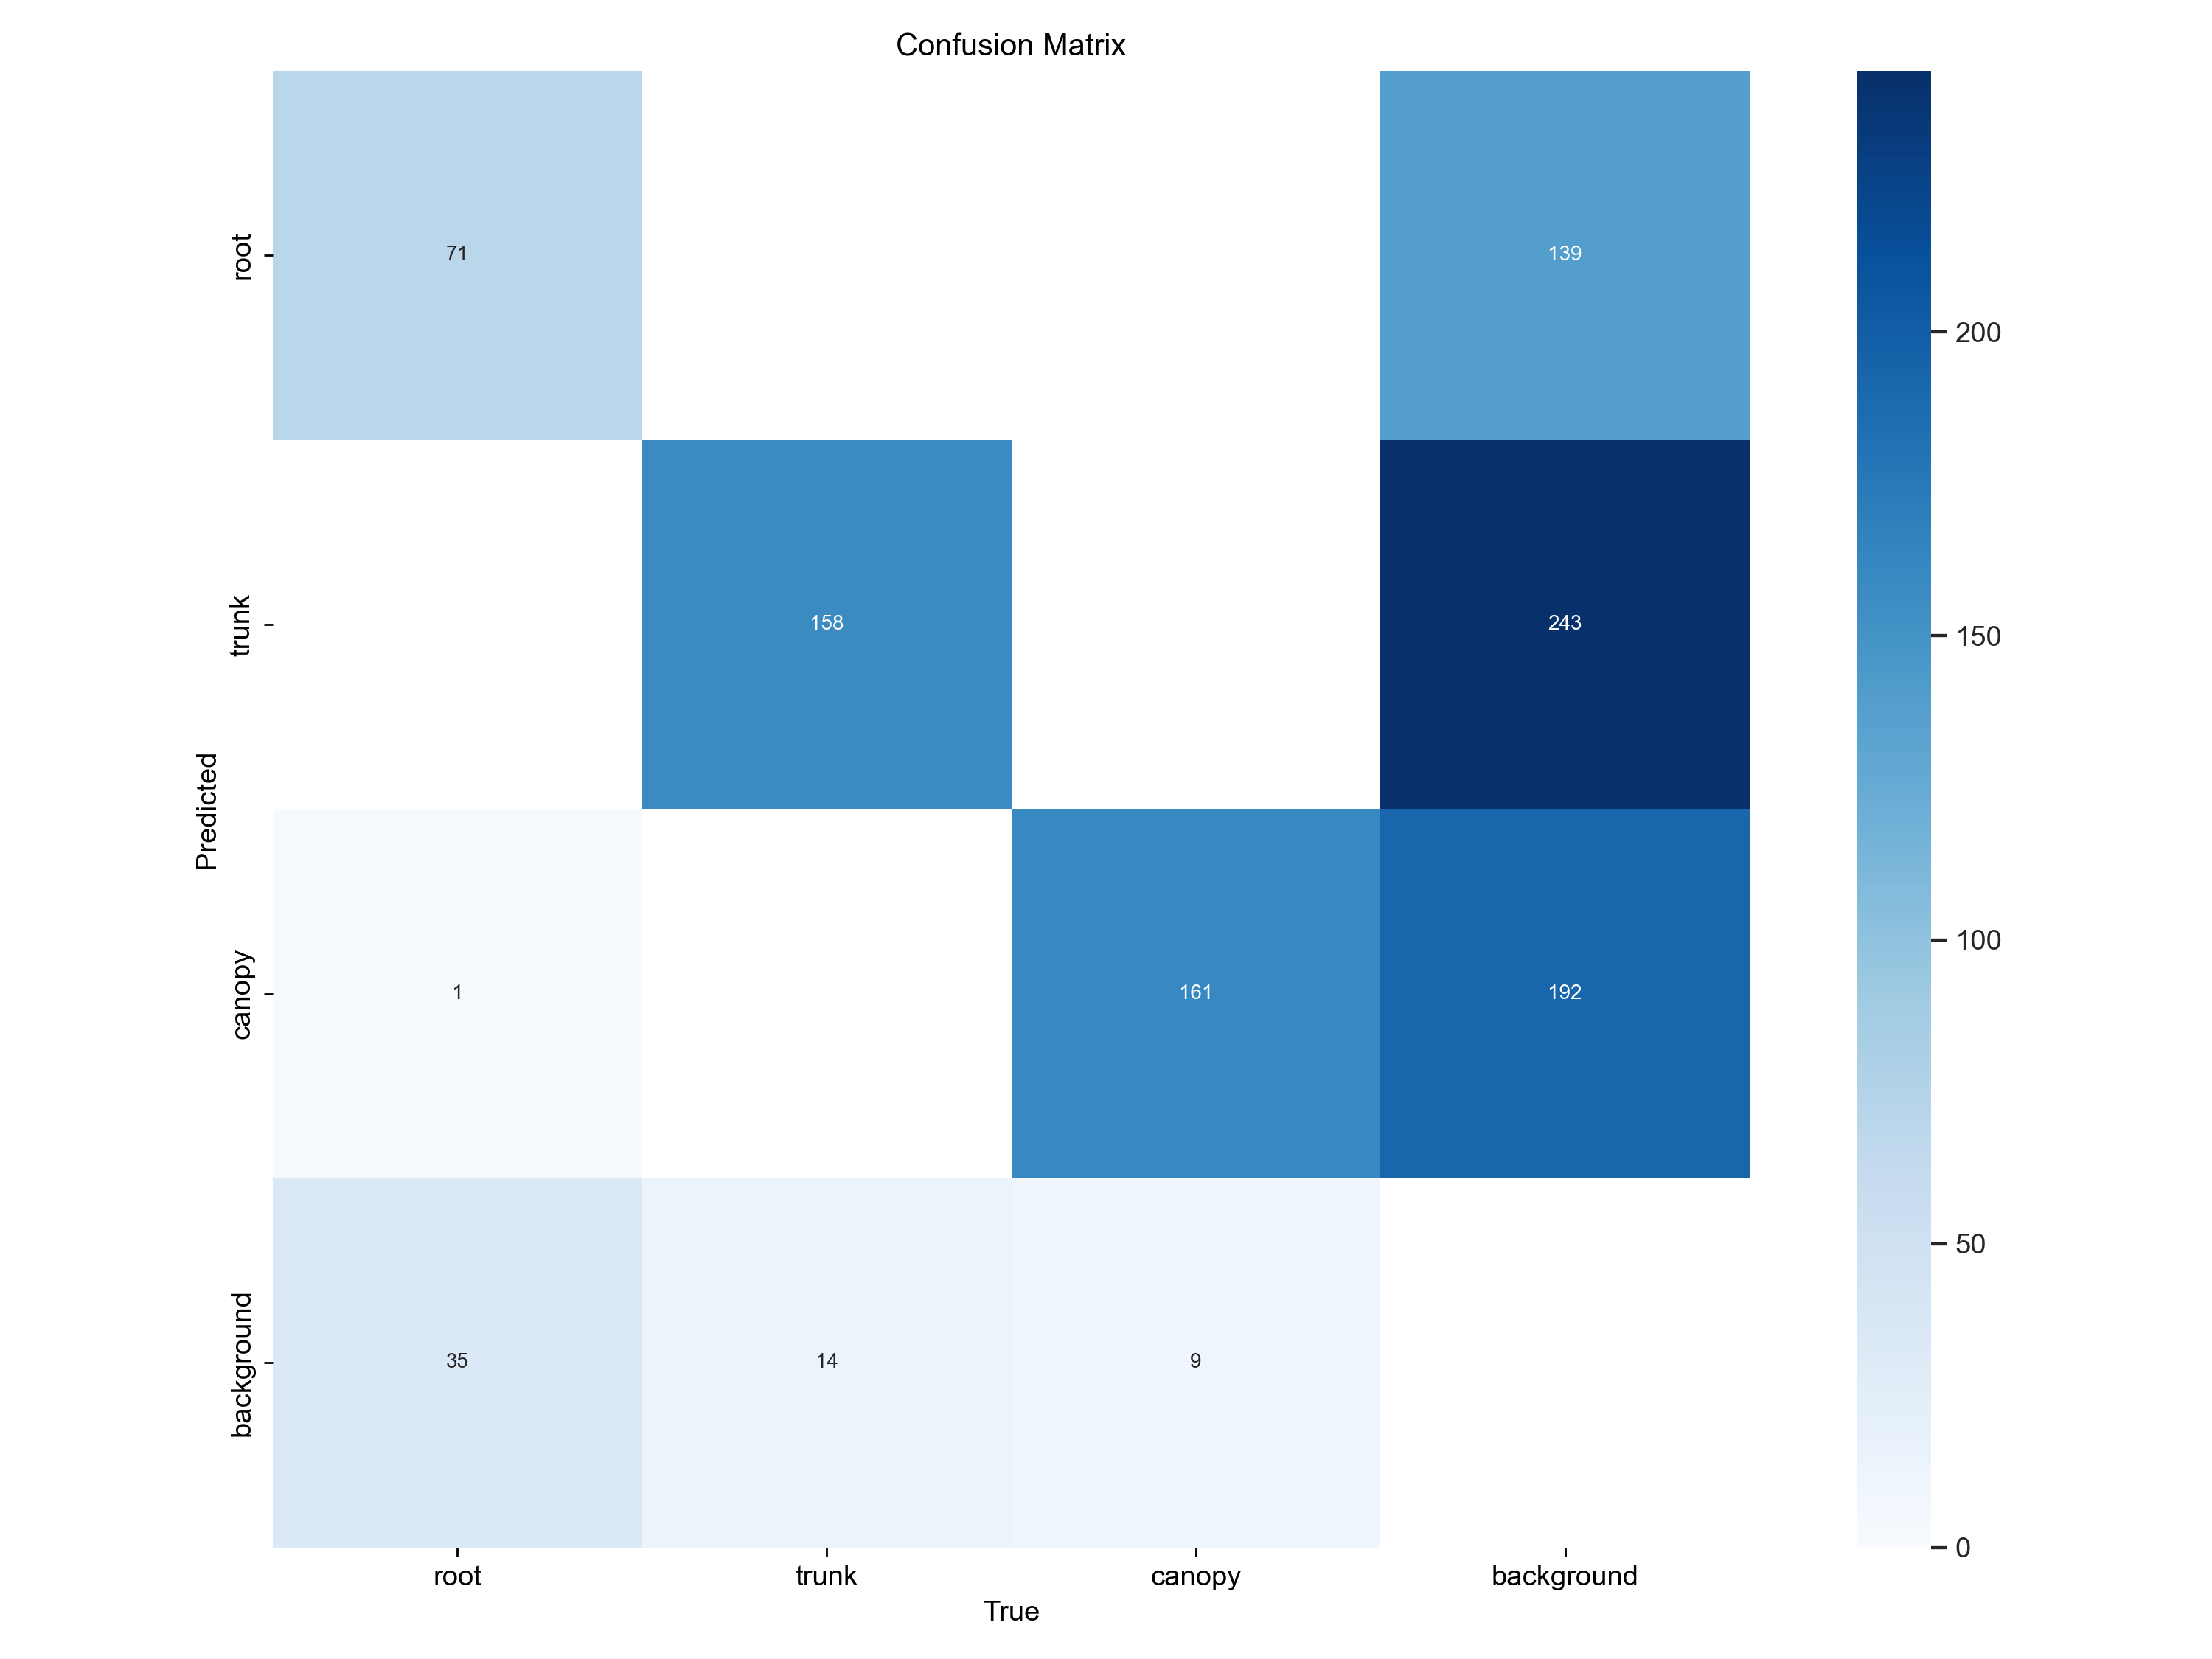 Confusion Matrix
root
71
139
200
trunk
158
243
150
Predicted
canopy
1
161
192
100
background
35
14
9
50
0
root trunk canopy background
True